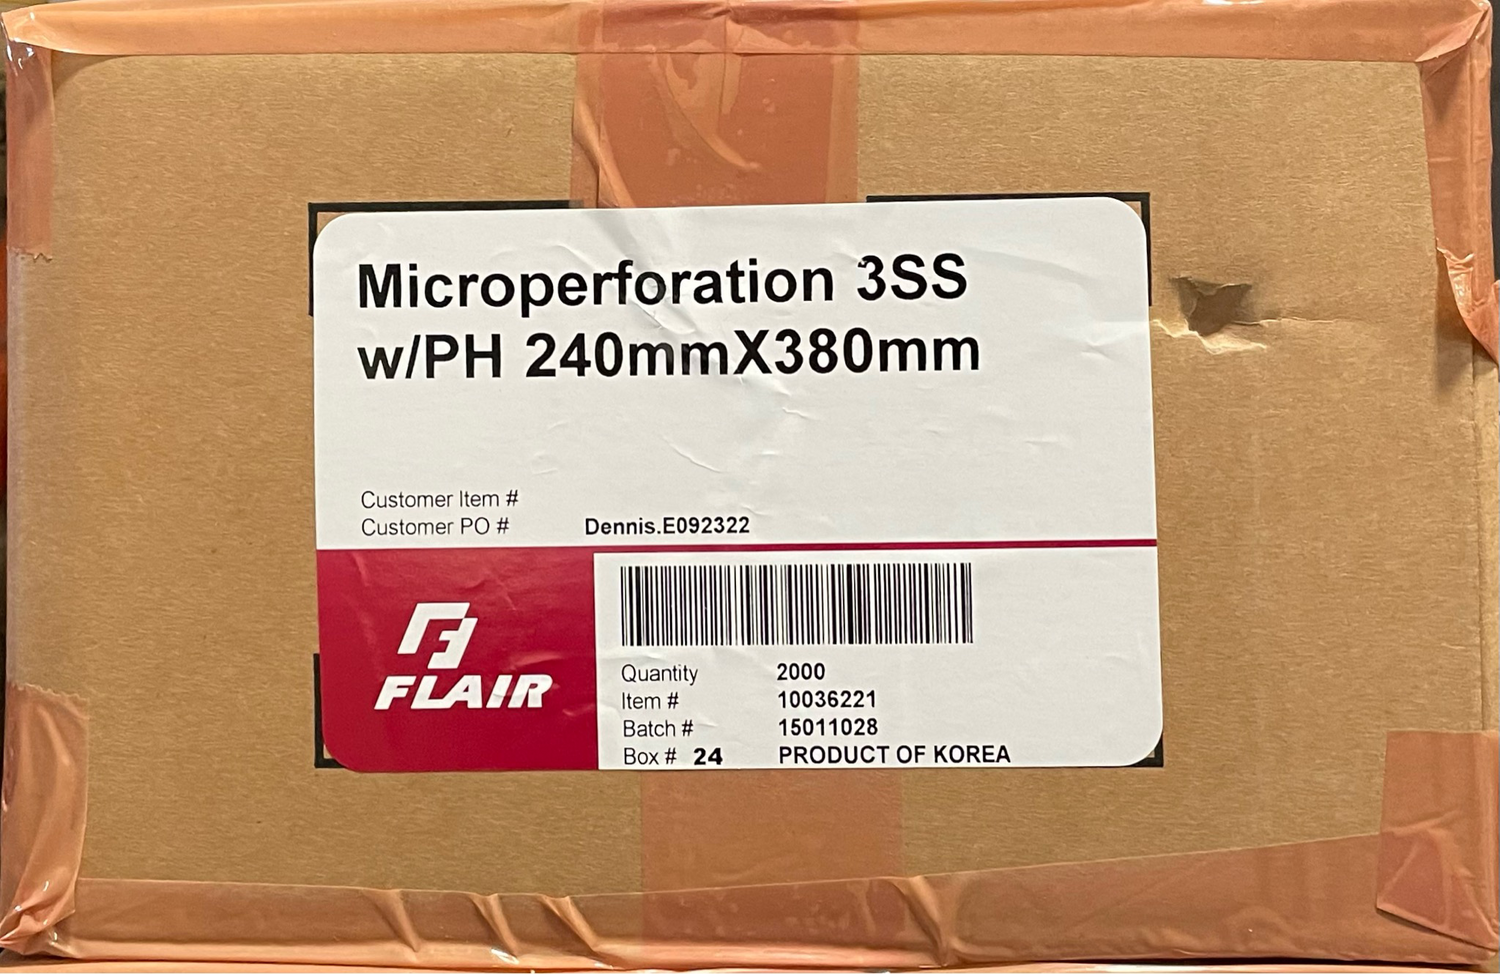 Microperforation 3SS
w/PH 240mmX380mm
Customer Item #
Customer PO # Dennis.E092322
FLAIR
Quantity 2000
Item # 10036221
Batch # 15011028
Box # 24 PRODUCT OF KOREA